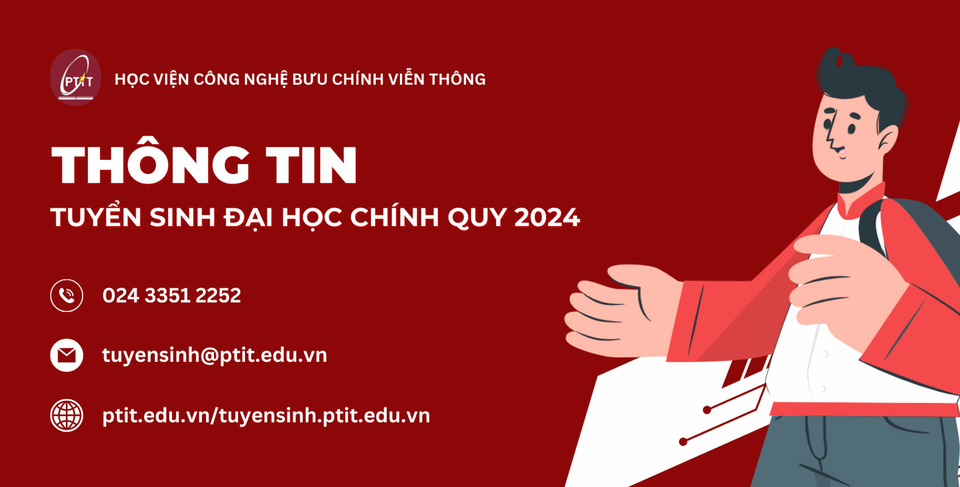 PTIT
HỌC VIỆN CÔNG NGHỆ BƯU CHÍNH VIỄN THÔNG
THÔNG TIN
TUYỂN SINH ĐẠI HỌC CHÍNH QUY 2024
024 3351 2252
tuyensinh@ptit.edu.vn
ptit.edu.vn/tuyensinh.ptit.edu.vn